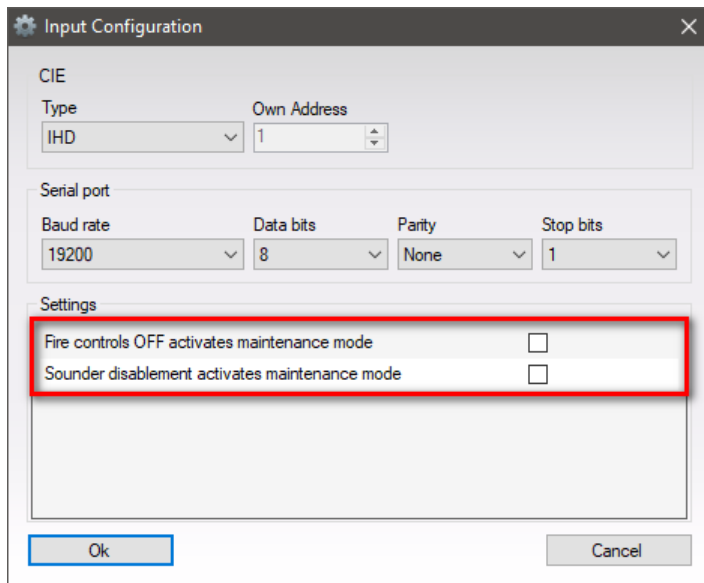 Input Configuration
CIE
Type Own Address
IHD 1
Serial port
Baud rate Data bits Parity Stop bits
19200 8 None 1
Settings
Fire controls OFF activates maintenance mode
Sounder disablement activates maintenance mode
Ok Cancel